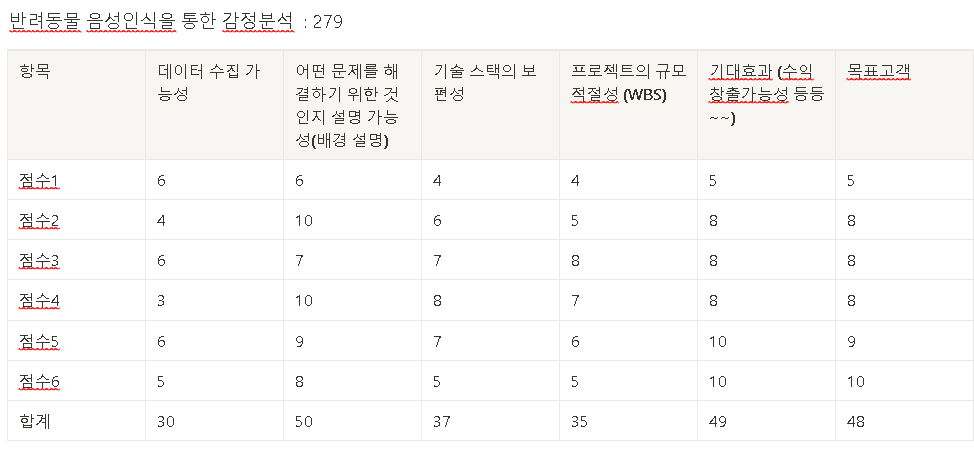 반려동물 음성인식을 통한 감정분석 : 279
항목 데이터 수집 가능성 어떤 문제를 해결하기 위한 것인지 설명 가능성(배경 설명) 기술 스택의 보편성 프로젝트의 규모 적절성 (WBS) 기대효과 (수익 창출가능성 등등~~) 목표고객
점수1 6 6 4 4 5 5
점수2 4 10 6 5 8 8
점수3 6 7 7 8 8 8
점수4 3 10 8 7 8 8
점수5 6 9 7 6 10 9
점수6 5 8 5 5 10 10
합계 30 50 37 35 49 48